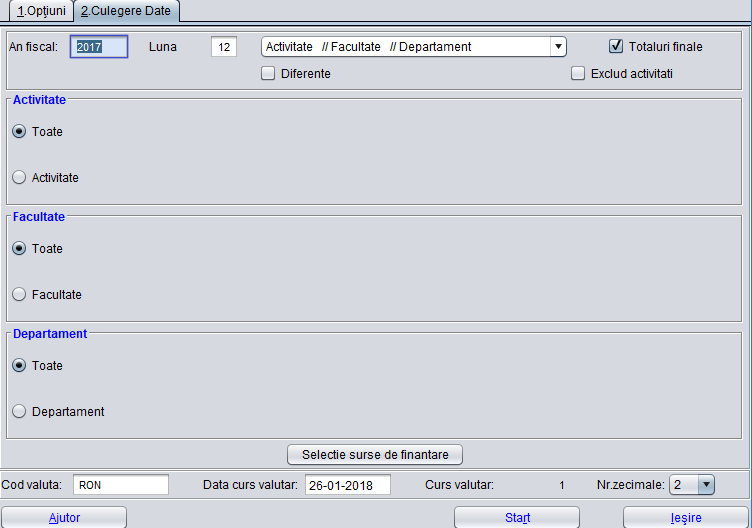 1.Opţiuni 2.Culegere Date
An fiscal: 2017 Luna 12 Activitate // Facultate // Departament Totaluri finale
Diferente Exclud activitati
Activitate
Toate
Activitate
Facultate
Toate
Facultate
Departament
Toate
Departament
Selectie surse de finantare
Cod valuta: RON Data curs valutar: 26-01-2018 Curs valutar: 1 Nr.zecimale: 2
Ajutor Start Ieşire